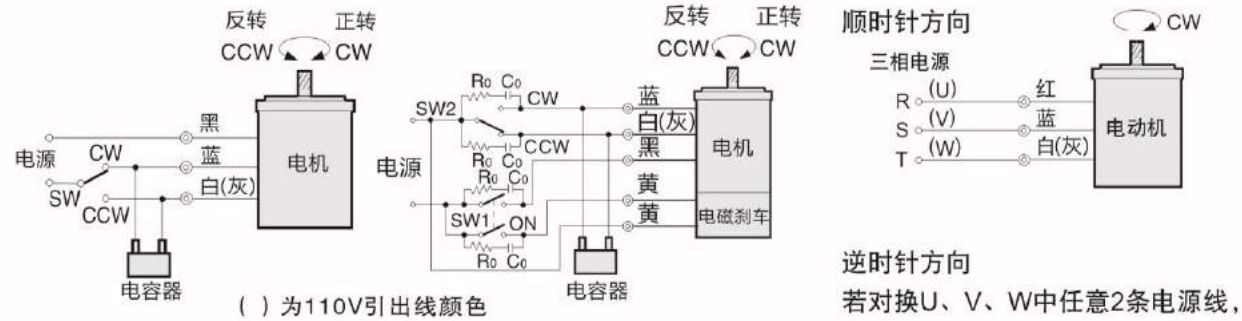 反转 正转
CCW CW
黑
电源
CW
蓝
SW
白(灰)
CCW
电机
电容器
( ) 为110V引出线颜色
反转 正转
CCW CW
R₀ C₀
CW
SW2
蓝
白(灰)
CCW
R₀ C₀
黑
电源
R₀ C₀
黄
SW1 ON
黄
R₀ C₀
电机
电磁刹车
电容器
顺时针方向
CW
三相电源
R (U) 红
S (V) 蓝
T (W) 白(灰)
电动机
逆时针方向
若对换U、V、W中任意2条电源线，